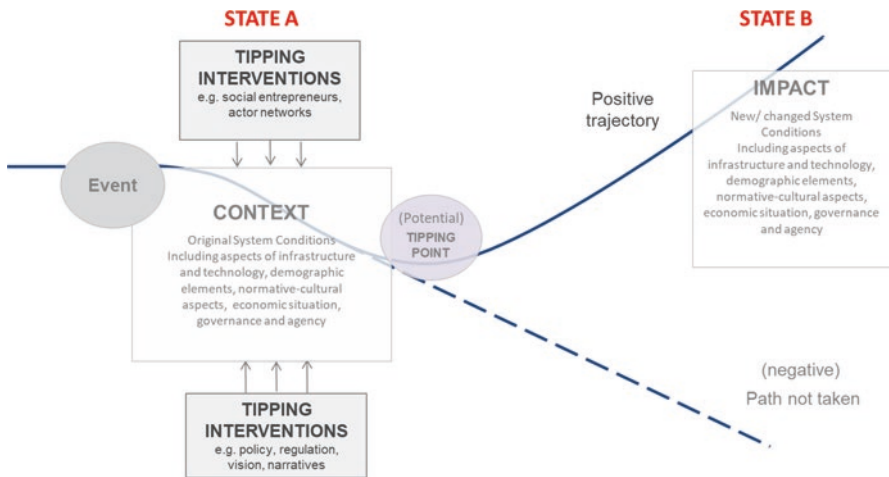 STATE A
STATE B
TIPPING
INTERVENTIONS
e.g. social entrepreneurs,
actor networks
Event
CONTEXT
Original System Conditions
Including aspects of infrastructure
and technology, demographic
elements, normative-cultural
aspects, economic situation,
governance and agency
(Potential)
TIPPING
POINT
Positive
trajectory
IMPACT
New/ changed System
Conditions
Including aspects of
infrastructure and technology,
demographic elements,
normative-cultural aspects,
economic situation, governance
and agency
(negative)
Path not taken
TIPPING
INTERVENTIONS
e.g. policy, regulation,
vision, narratives